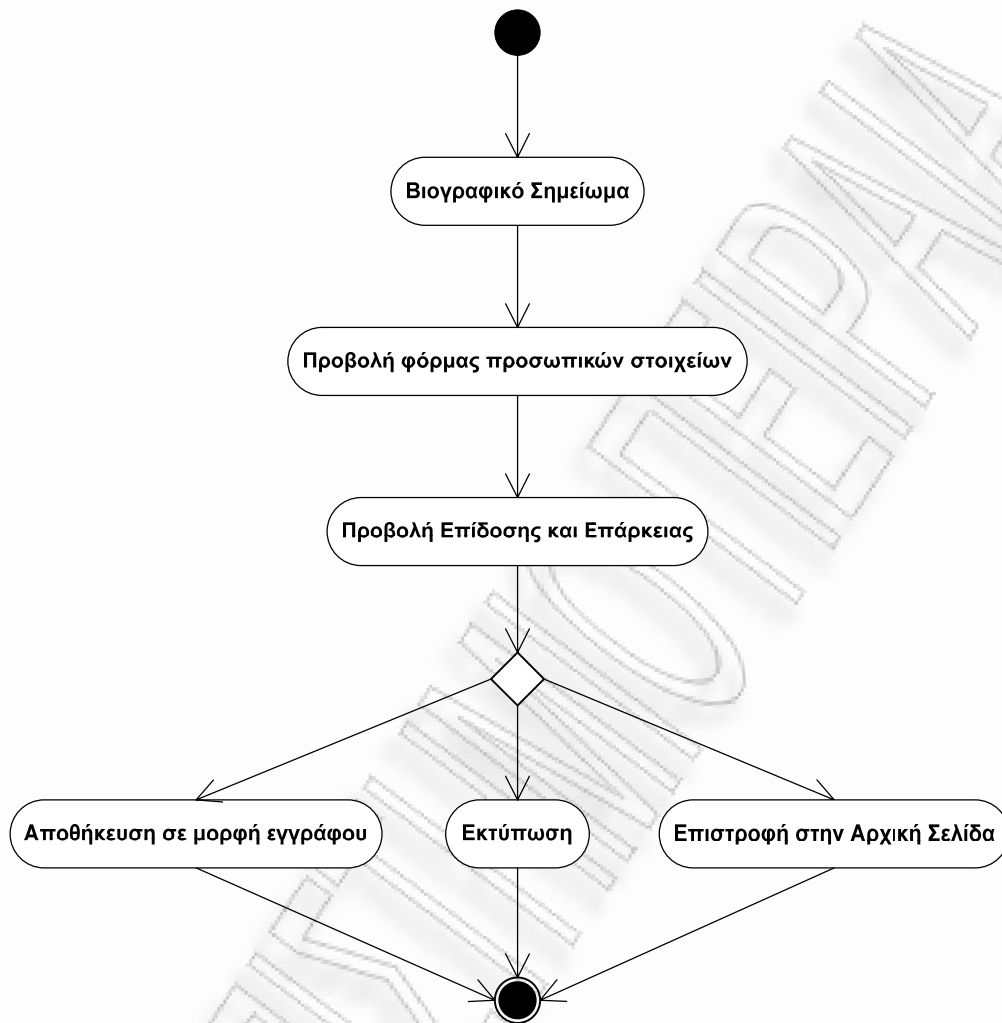 Βιογραφικό Σημείωμα
Προβολή φόρμας προσωπικών στοιχείων
Προβολή Επίδοσης και Επάρκειας
Αποθήκευση σε μορφή εγγράφου
Εκτύπωση
Επιστροφή στην Αρχική Σελίδα